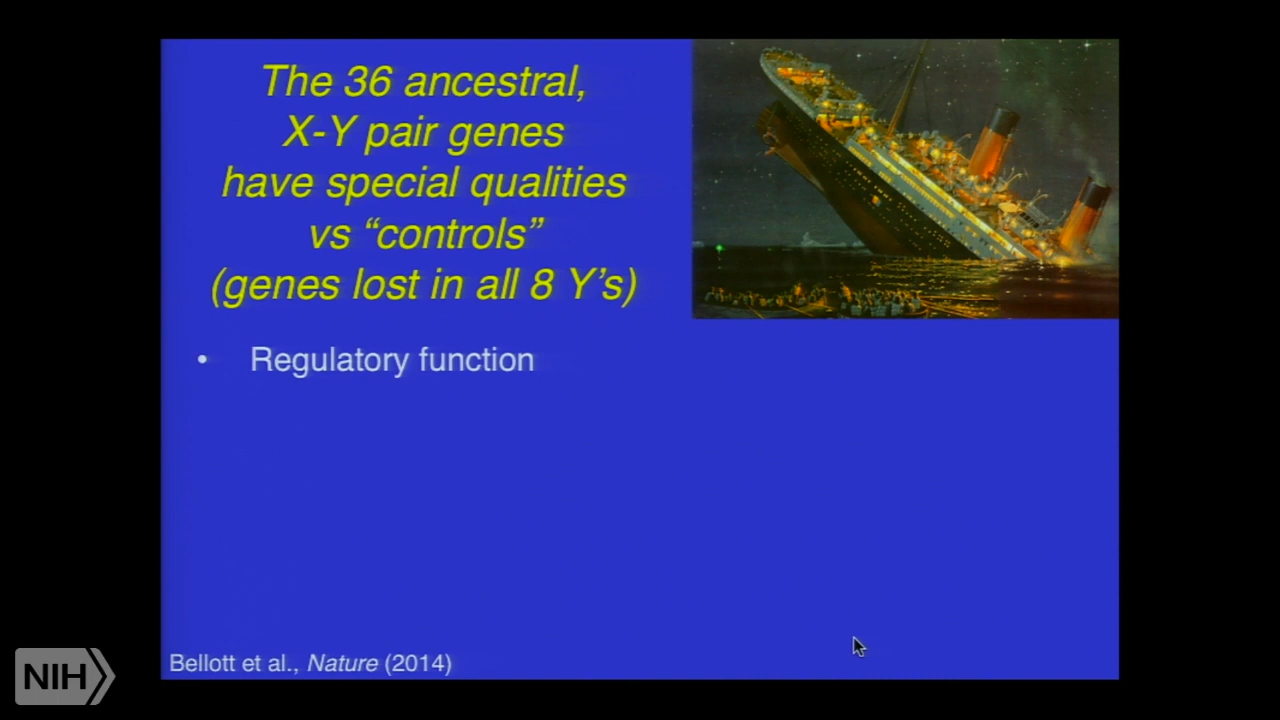 The 36 ancestral,
X-Y pair genes
have special qualities
vs “controls”
(genes lost in all 8 Y’s)
• Regulatory function
Bellott et al., Nature (2014)
NIH